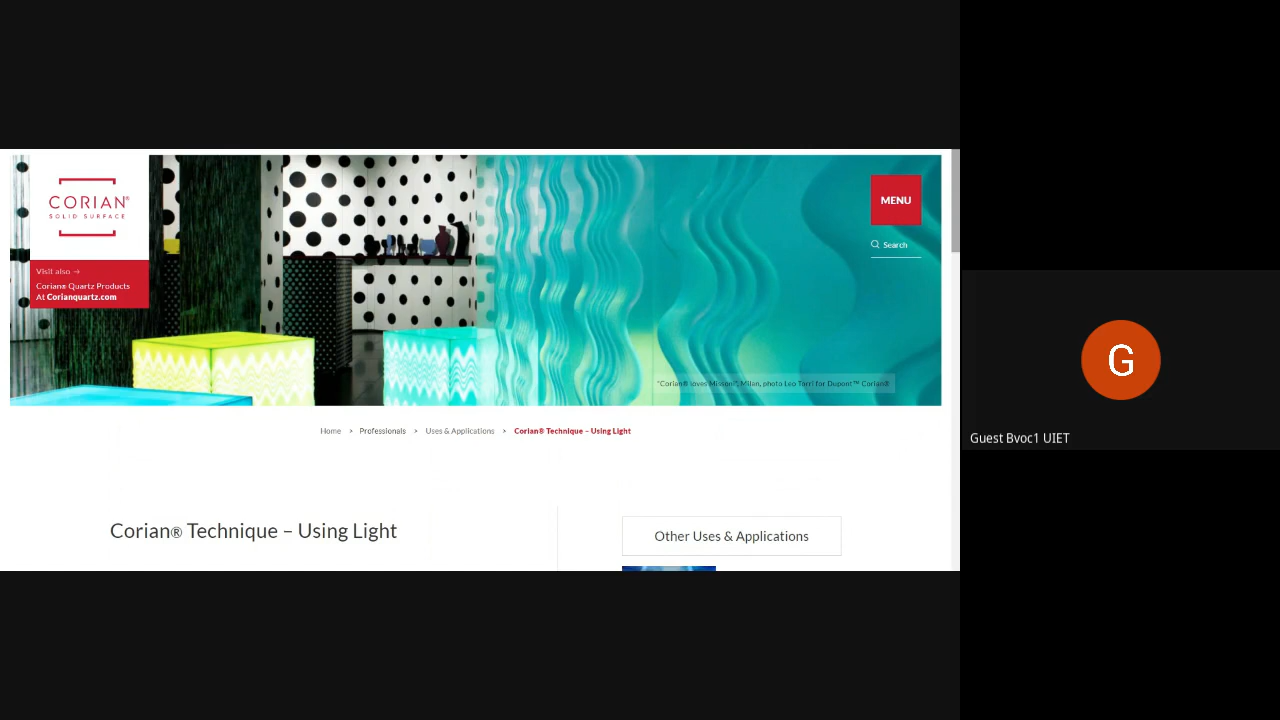 CORIAN®
SOLID SURFACE
Visit also →
Corian® Quartz Products
At Corianquartz.com
MENU
Search
"Corian® loves Missoni", Milan, photo Leo Torri for Dupont™ Corian®
Home > Professionals > Uses & Applications > Corian® Technique – Using Light
Corian® Technique – Using Light
Other Uses & Applications
G
Guest Bvoc1 UIET